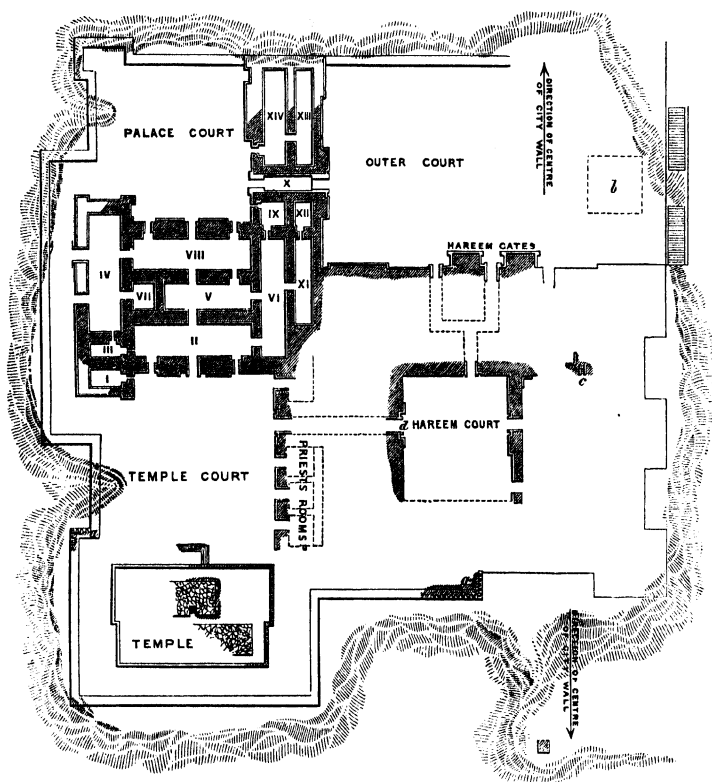 PALACE COURT
XIV
XIII
OUTER COURT
DIRECTION OF CENTRE
OF CITY WALL
l
X
IX
XII
HAREEM GATES
VIII
IV
VII
V
VI
XI
II
III
I
c
d
HAREEM COURT
TEMPLE COURT
PRIESTS ROOMS
TEMPLE
DIRECTION OF CENTRE
OF CITY WALL